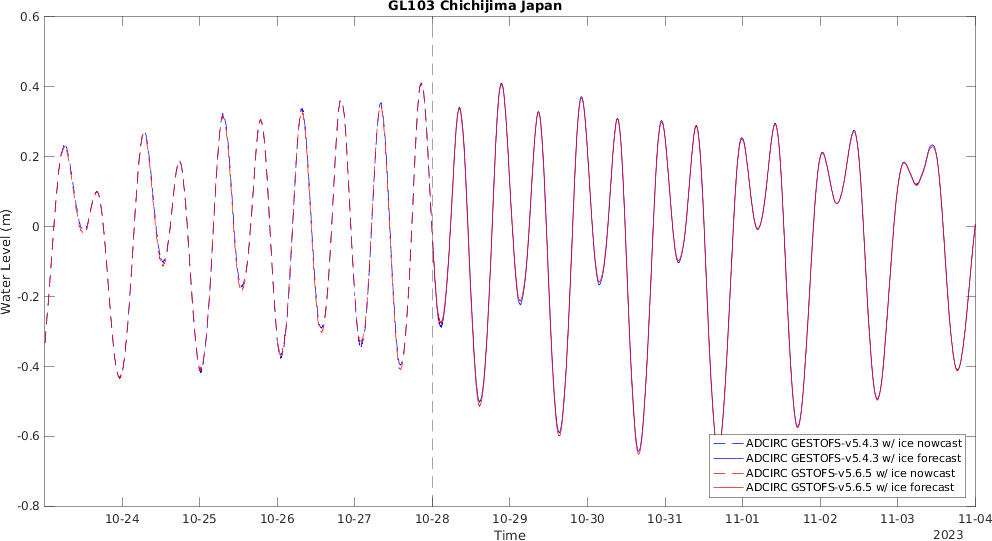 GL103 Chichijima Japan
0.6
0.4
0.2
0
-0.2
-0.4
-0.6
-0.8
Water Level (m)
ADCIRC GESTOFS-v5.4.3 w/ ice nowcast
ADCIRC GESTOFS-v5.4.3 w/ ice forecast
ADCIRC GSTOFS-v5.6.5 w/ ice nowcast
ADCIRC GSTOFS-v5.6.5 w/ ice forecast
10-24 10-25 10-26 10-27 10-28 10-29 10-30 10-31 11-01 11-02 11-03 11-04
Time
2023